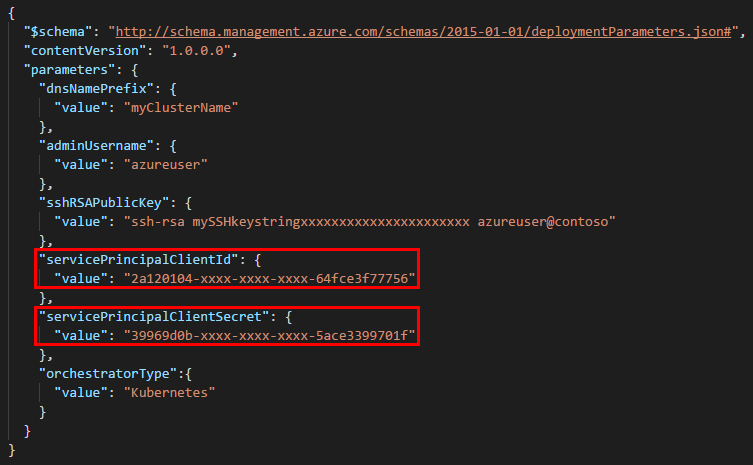 {
"$schema": "http://schema.management.azure.com/schemas/2015-01-01/deploymentParameters.json#",
"contentVersion": "1.0.0.0",
"parameters": {
"dnsNamePrefix": {
"value": "myClusterName"
},
"adminUsername": {
"value": "azureuser"
},
"sshRSAPublicKey": {
"value": "ssh-rsa mySSHkeystringxxxxxxxxxxxxxxxxxxxxxx azureuser@contoso"
},
"servicePrincipalClientId": {
"value": "2a120104-xxxx-xxxx-xxxx-64fce3f77756"
},
"servicePrincipalClientSecret": {
"value": "39969d0b-xxxx-xxxx-xxxx-5ace3399701f"
},
"orchestratorType":{
"value": "Kubernetes"
}
}
}